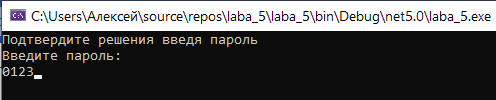 C:\Users\Алексей\source\repos\laba_5\laba_5\bin\Debug\net5.0\laba_5.exe
Подтвердите решения введя пароль
Введите пароль:
0123